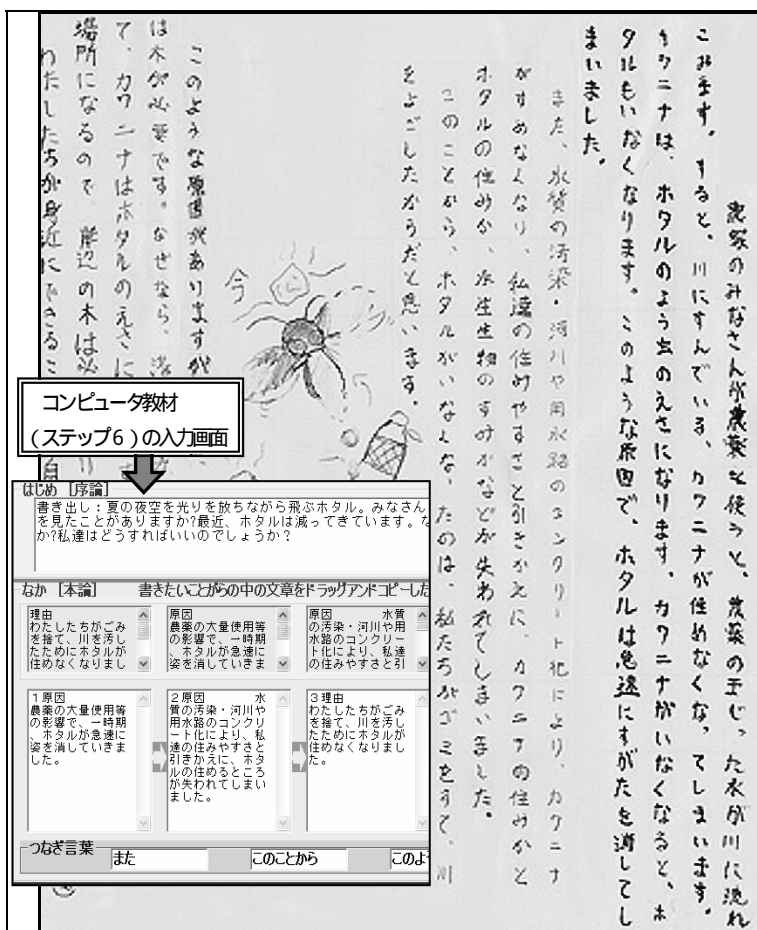 農家のみなさんが農薬を使うと、農薬のまじった水が川に流れ
こみます。すると、川にすんでいる、カワニナが住めなくなってしまいます。
カワニナは、ホタルのよう虫のえさになります。カワニナがいなくなると、ホ
タルもいなくなります。このような原因で、ホタルは急速にすがたを消してし
まいました。
また、水質の汚染・河川や用水路のコンクリート化により、カワニナ
がすめなくなり、私達の住みやすさと引きかえに カワニナの住みかと
ホタルの住みか、水生生物のすみかなどが失われてしまいました。
このことから、ホタルがいなくなったのは、私たちがゴミをすて、川
をよごしたからだと思います。
今
このような原因がありますが
は木が必要です。なぜなら、
て、カワニナはホタルのえさに
場所になるので 岸辺の木は必
わたしたちが身近にできるこ
コンピュータ教材
(ステップ6)の入力画面
はじめ [序論]
書き出し：夏の夜空を光りを放ちながら飛ぶホタル。みなさん
を見たことがありますか?最近、ホタルは減ってきています。な
か?私達はどうすればいいのでしょうか？
なか [本論] 書きたいことがらの中の文章をドラッグアンドコピーした
理由
わたしたちがごみ
を捨て、川を汚し
たためにホタルが
住めなくなりまし
原因
農薬の大量使用等
の影響で、一時期
、ホタルが急速に
姿を消していきま
原因 水質
の汚染・河川や用
水路のコンクリー
ト化により、私達
の住みやすさと引
1原因
農薬の大量使用等
の影響で、一時期
、ホタルが急速に
姿を消していきま
した。
2原因 水
質の汚染・河川や
用水路のコンクリ
ート化により、私
達の住みやすさと
引きかえに、ホタ
ルの住めるところ
が失われてしまい
ました。
3理由
わたしたちがごみ
を捨て、川を汚し
たためにホタルが
住めなくなりまし
た。
つなぎ言葉 また このことから このよ